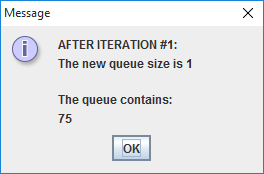 Message
AFTER ITERATION #1:
The new queue size is 1
The queue contains:
75
OK